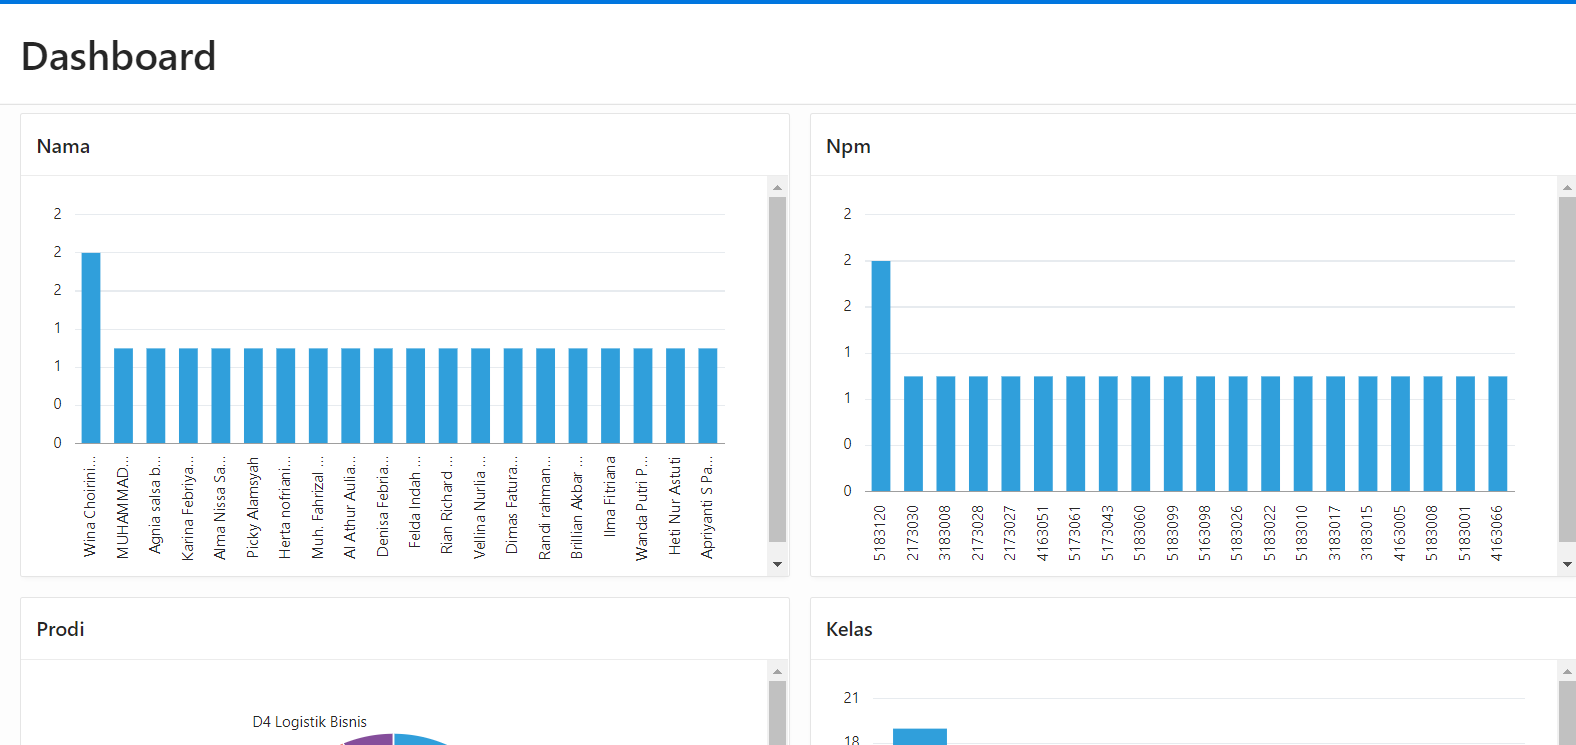 Dashboard
Nama
2
2
2
1
1
0
0
Wina Choirini...
MUHAMMAD...
Agnia salsa b...
Karina Febriya...
Alma Nissa Sa...
Picky Alamsyah
Herta nofriani...
Muh. Fahrizal ...
Al Athur Aulia...
Denisa Febria...
Felda Indah ...
Rian Richard ...
Vellina Nurlia ...
Dimas Fatura...
Randi rahman...
Brillian Akbar ...
Ilma Fitriana
Wanda Putri P...
Heti Nur Astuti
Apriyanti S Pa...
Npm
2
2
2
1
1
0
0
5183120
2173030
3183008
2173028
2173027
4163051
5173061
5173043
5183060
5183099
5163098
5183026
5183022
5183010
3183017
3183015
4163005
5183008
5183001
4163066
Prodi
D4 Logistik Bisnis
Kelas
21
18